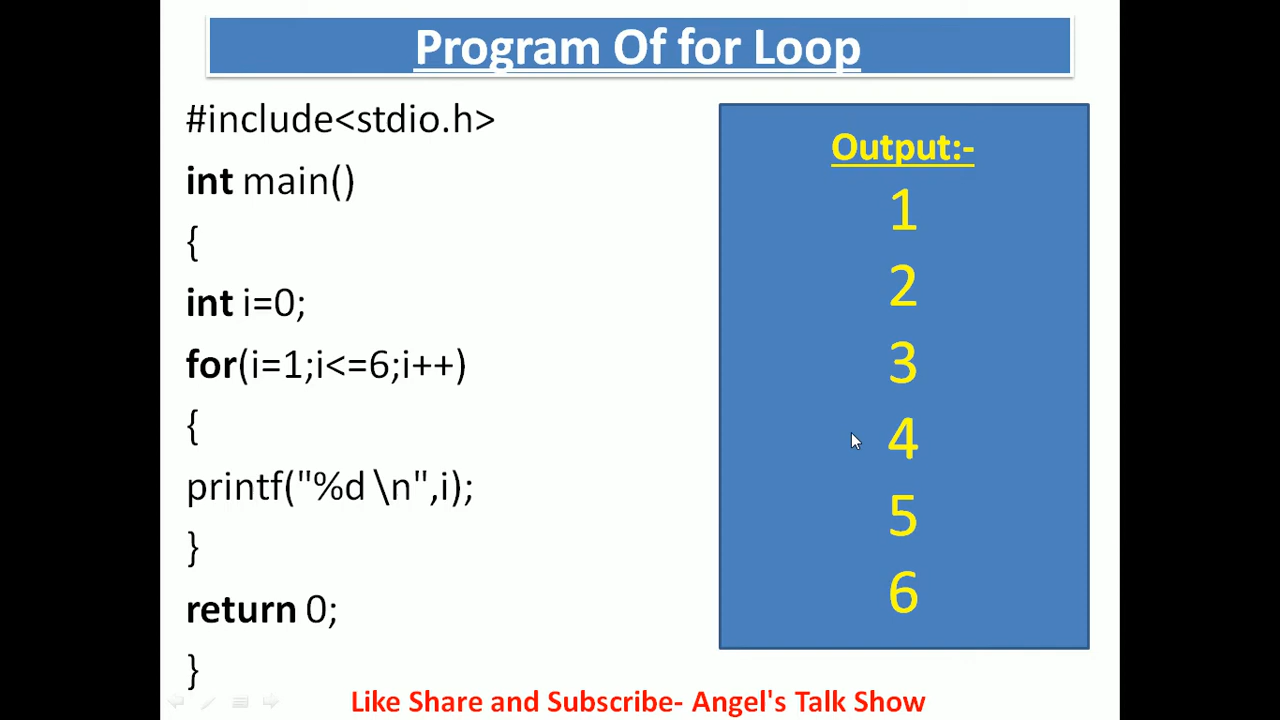 Program Of for Loop
#include<stdio.h>
int main()
{
int i=0;
for(i=1;i<=6;i++)
{
printf("%d \n",i);
}
return 0;
}
Output:-
1
2
3
4
5
6
Like Share and Subscribe- Angel's Talk Show